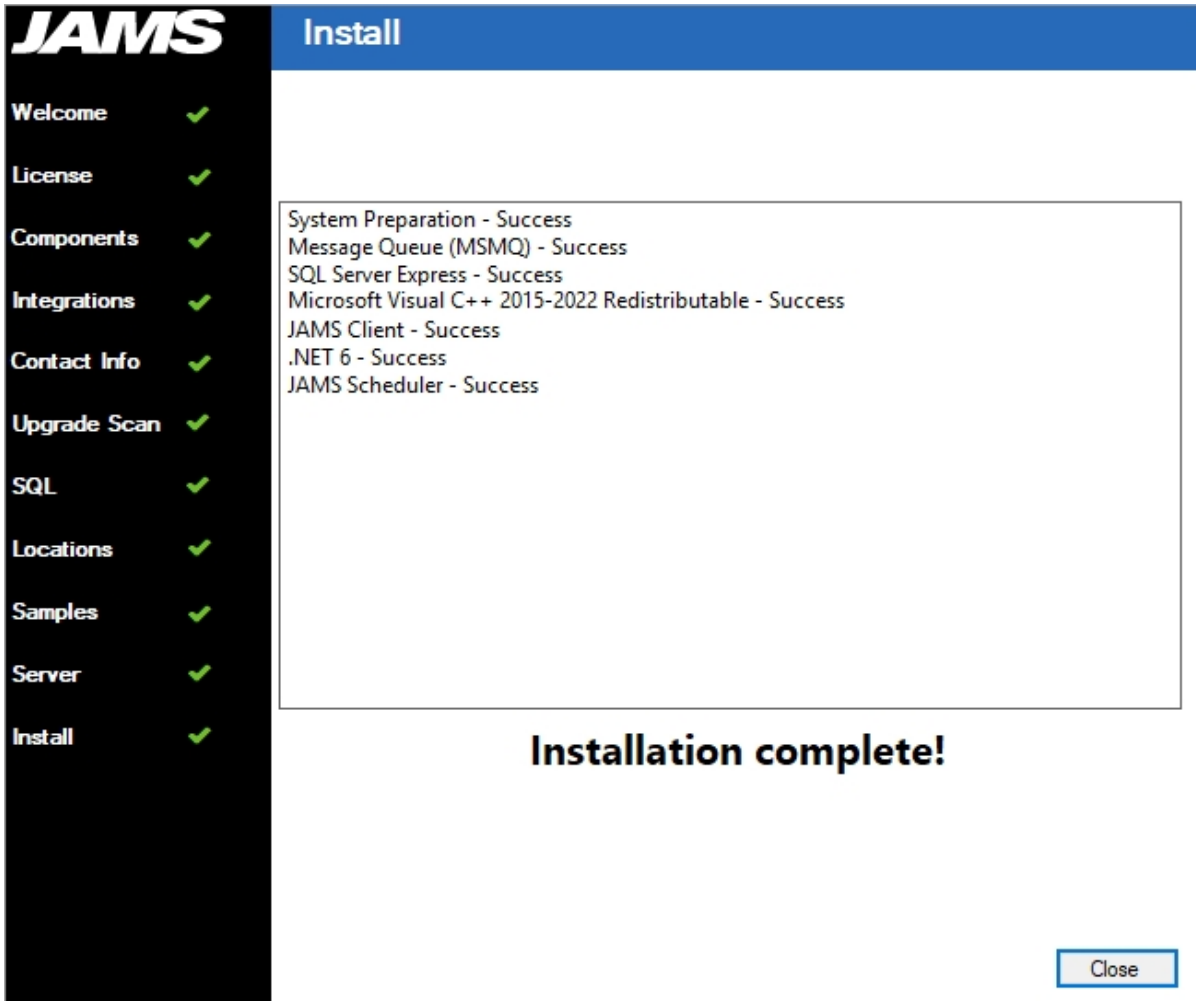 JAMS
Install
Welcome
License
Components
Integrations
Contact Info
Upgrade Scan
SQL
Locations
Samples
Server
Install
System Preparation - Success
Message Queue (MSMQ) - Success
SQL Server Express - Success
Microsoft Visual C++ 2015-2022 Redistributable - Success
JAMS Client - Success
.NET 6 - Success
JAMS Scheduler - Success
Installation complete!
Close